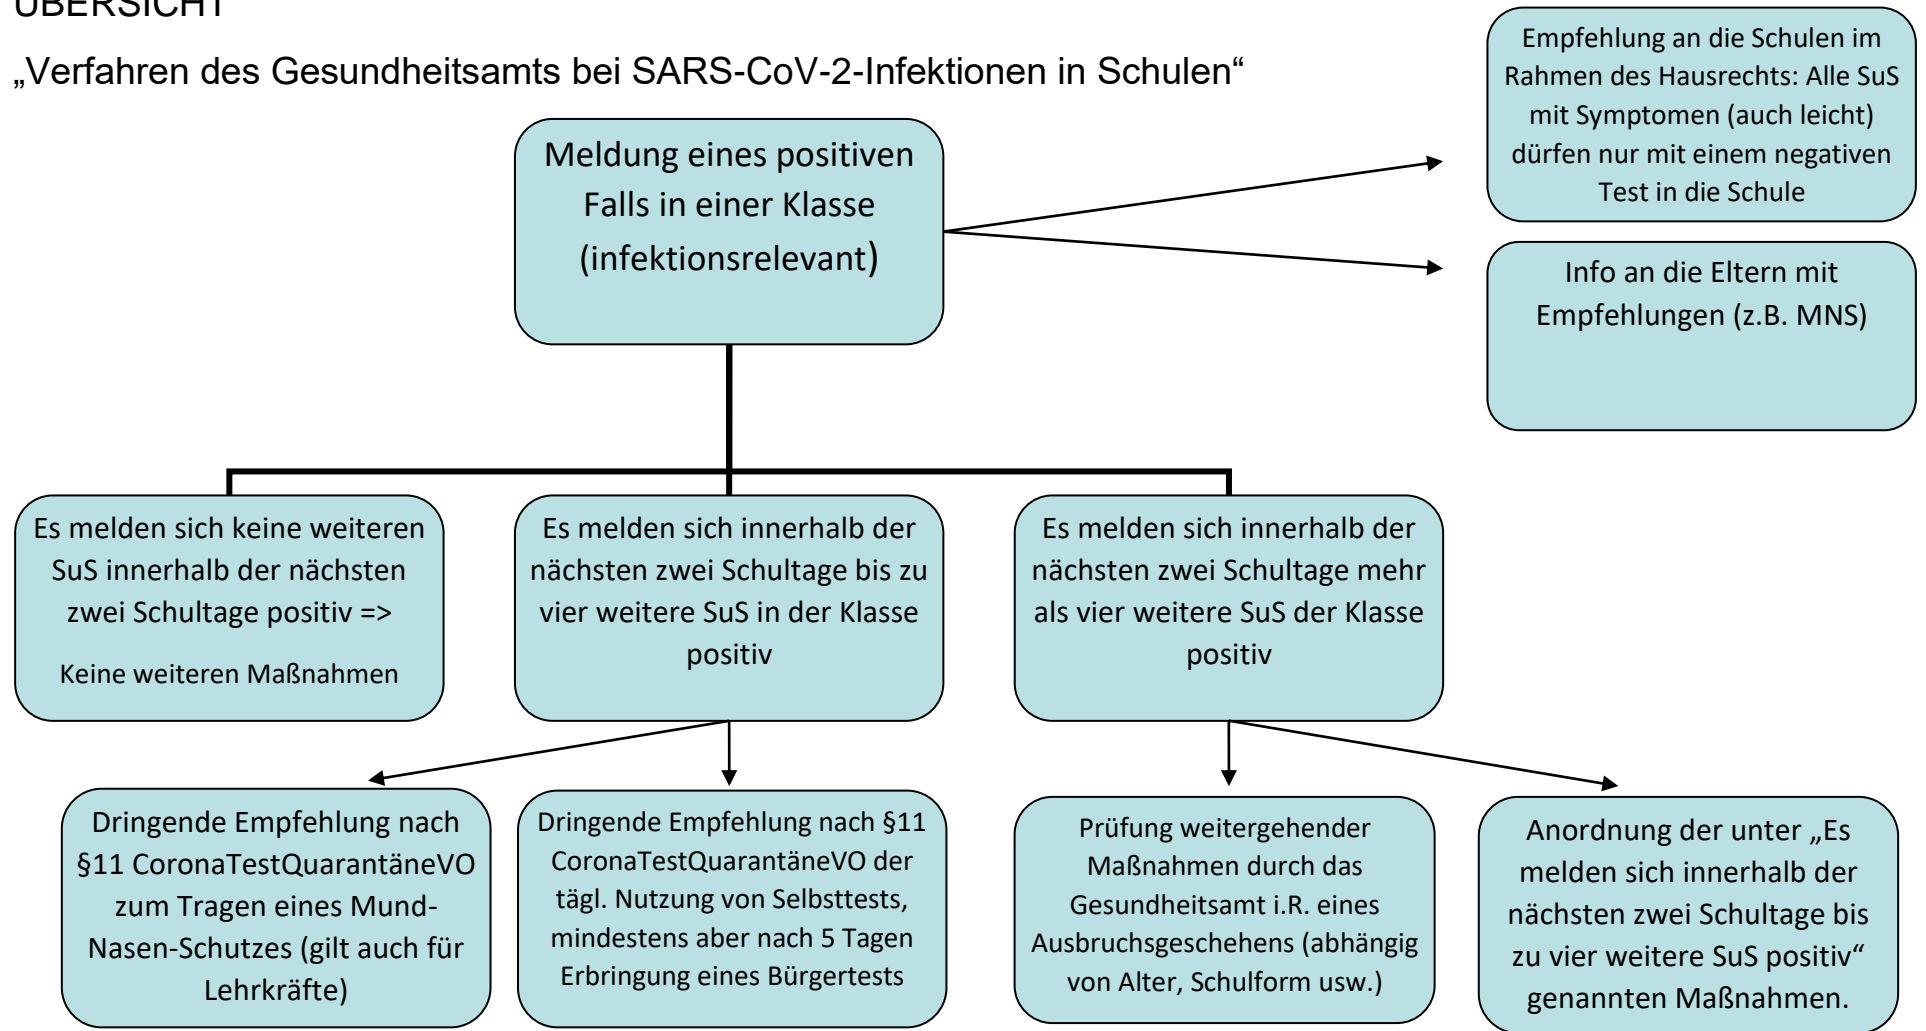 ÜBERSICHT
„Verfahren des Gesundheitsamts bei SARS-CoV-2-Infektionen in Schulen“
Meldung eines positiven
Falls in einer Klasse
(infektionsrelevant)
Empfehlung an die Schulen im
Rahmen des Hausrechts: Alle SuS
mit Symptomen (auch leicht)
dürfen nur mit einem negativen
Test in die Schule
Info an die Eltern mit
Empfehlungen (z.B. MNS)
Es melden sich keine weiteren
SuS innerhalb der nächsten
zwei Schultage positiv =>
Keine weiteren Maßnahmen
Es melden sich innerhalb der
nächsten zwei Schultage bis zu
vier weitere SuS in der Klasse
positiv
Es melden sich innerhalb der
nächsten zwei Schultage mehr
als vier weitere SuS der Klasse
positiv
Dringende Empfehlung nach
§11 CoronaTestQuarantäneVO
zum Tragen eines Mund-
Nasen-Schutzes (gilt auch für
Lehrkräfte)
Dringende Empfehlung nach §11
CoronaTestQuarantäneVO der
tägl. Nutzung von Selbsttests,
mindestens aber nach 5 Tagen
Erbringung eines Bürgertests
Prüfung weitergehender
Maßnahmen durch das
Gesundheitsamt i.R. eines
Ausbruchsgeschehens (abhängig
von Alter, Schulform usw.)
Anordnung der unter „Es
melden sich innerhalb der
nächsten zwei Schultage bis
zu vier weitere SuS positiv“
genannten Maßnahmen.